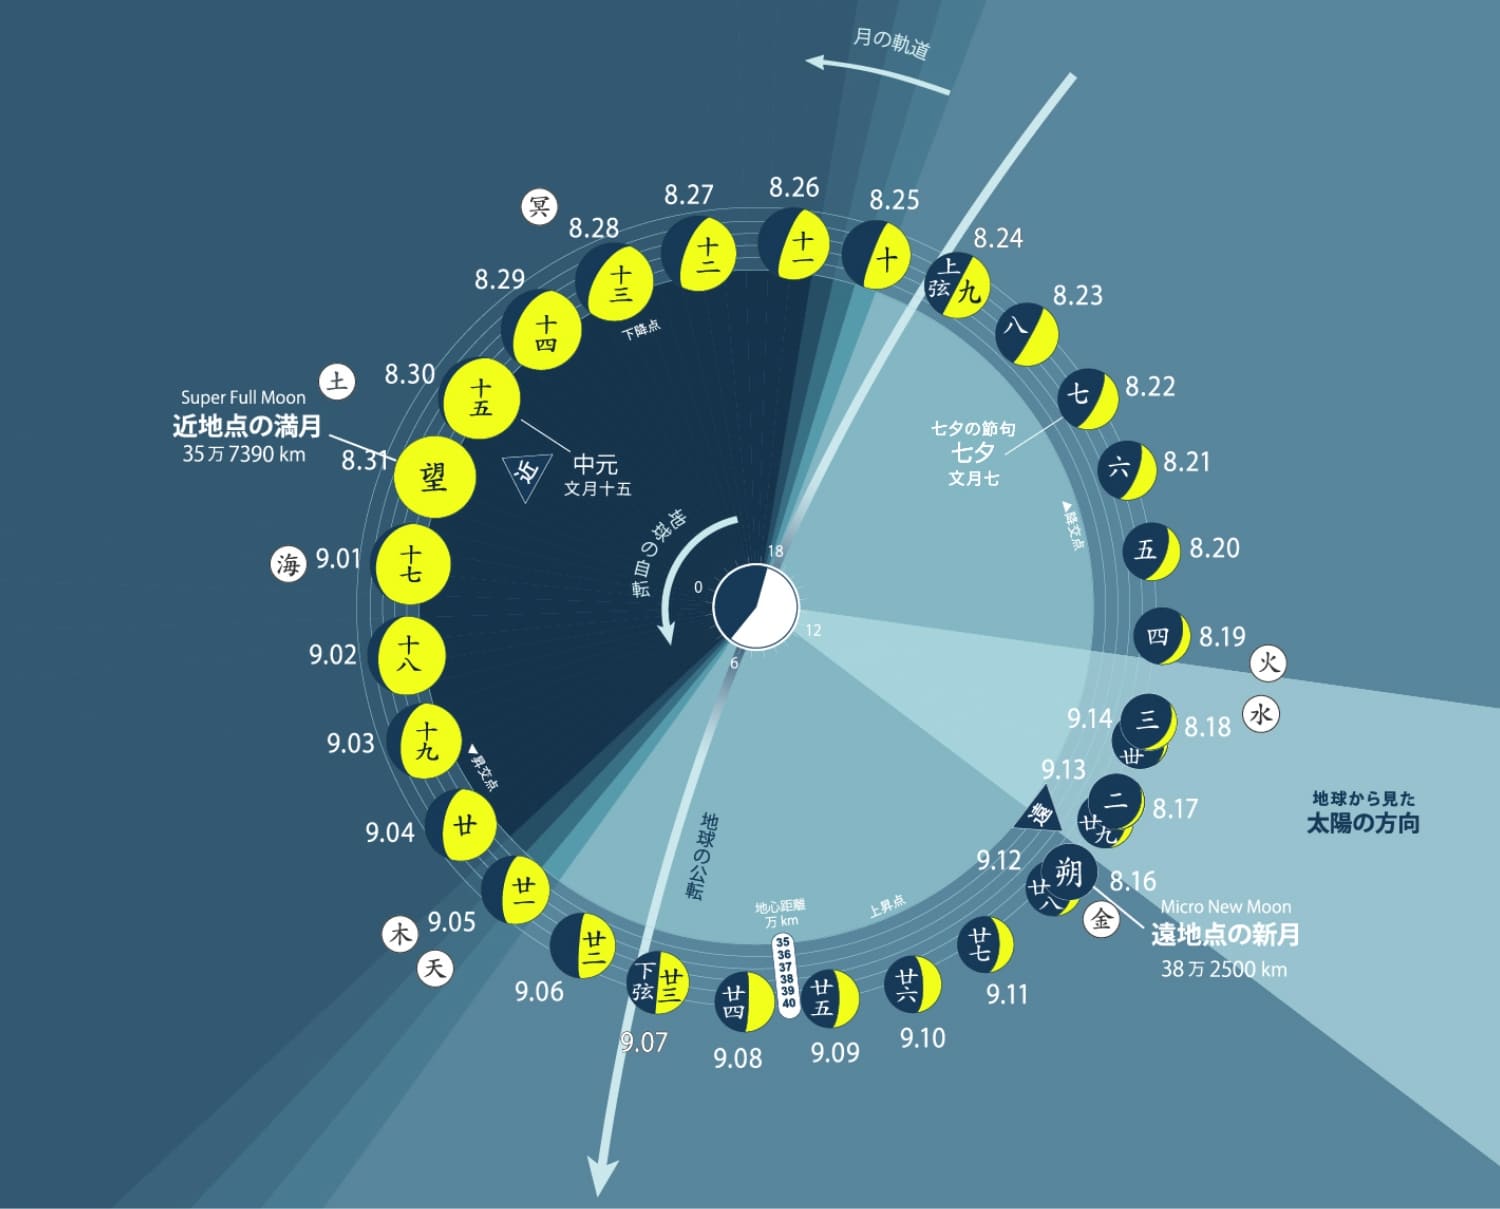 月の軌道
8.27
8.26
8.25
8.24
8.23
8.22
8.21
8.20
8.19
8.18
8.17
8.16
冥
8.28
8.29
8.30
8.31
9.01
9.02
9.03
9.04
9.05
9.06
9.07
9.08
9.09
9.10
9.11
9.12
9.13
9.14
十二
十一
十
上弦
九
八
七
六
五
四
三
丗
二
廿九
朔
廿八
廿七
廿六
廿五
廿四
下弦
廿三
廿二
廿一
廿
十九
十八
十七
望
十五
十四
十三
下降点
土
Super Full Moon
近地点の満月
35万7390 km
近
中元
文月十五
七夕の節句
七夕
文月七
▲降交点
地球の自転
18
0
12
6
海
火
水
▼昇交点
遠
地球から見た
太陽の方向
地球の公転
地心距離
万 km
35
36
37
38
39
40
上昇点
金
Micro New Moon
遠地点の新月
38万2500 km
木
天